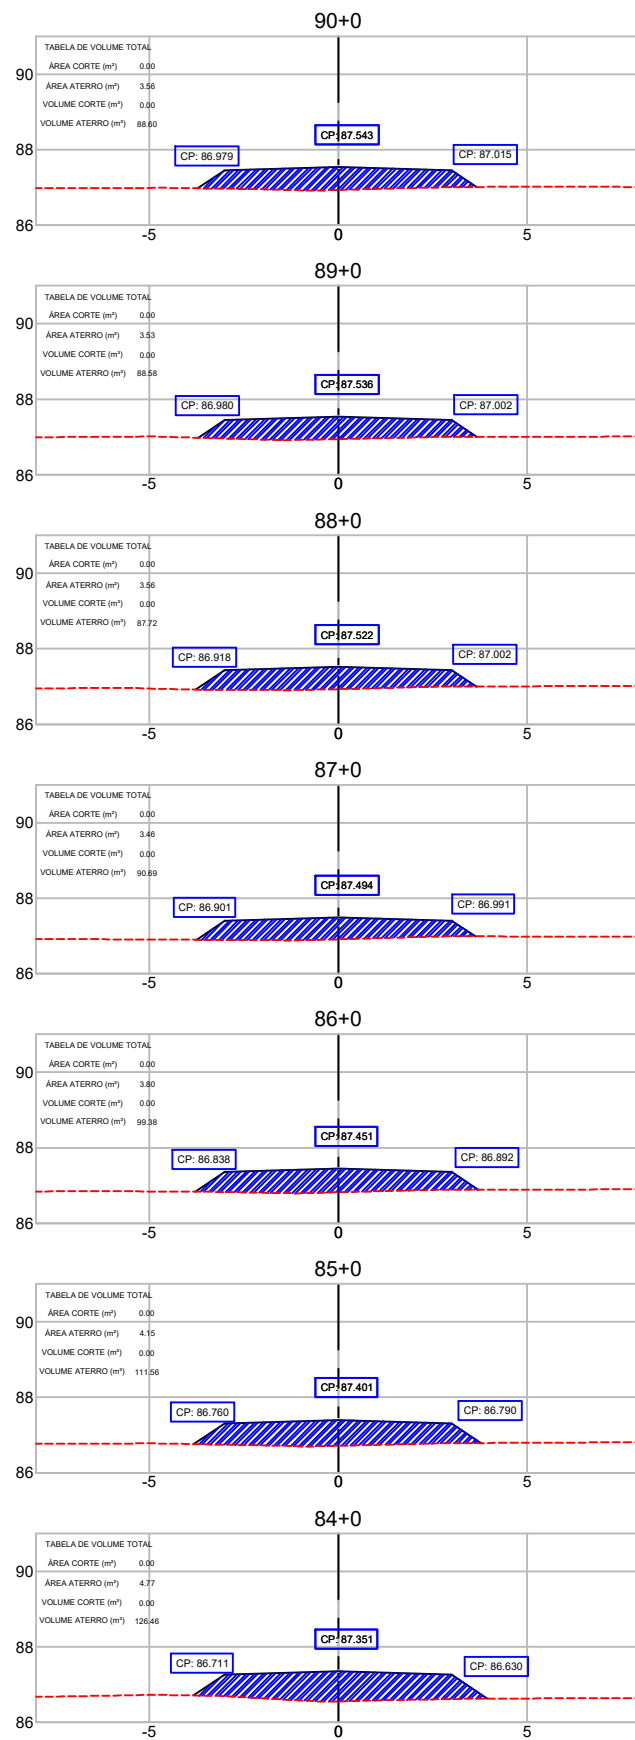 90+0
TABELA DE VOLUME TOTAL
90
ÁREA CORTE (m²) 0.00
ÁREA ATERRO (m²) 3.56
VOLUME CORTE (m³) 0.00
VOLUME ATERRO (m³) 88.60
CP: 87.543
88
CP: 86.979
CP: 87.015
86
-5 0 5
89+0
TABELA DE VOLUME TOTAL
ÁREA CORTE (m²) 0.00
90
ÁREA ATERRO (m²) 3.53
VOLUME CORTE (m³) 0.00
VOLUME ATERRO (m³) 88.58
CP: 87.536
88
CP: 86.980
CP: 87.002
86
-5 0 5
88+0
TABELA DE VOLUME TOTAL
ÁREA CORTE (m²) 0.00
90
ÁREA ATERRO (m²) 3.56
VOLUME CORTE (m³) 0.00
VOLUME ATERRO (m³) 87.72
CP: 87.522
88
CP: 86.918
CP: 87.002
86
-5 0 5
87+0
TABELA DE VOLUME TOTAL
ÁREA CORTE (m²) 0.00
90
ÁREA ATERRO (m²) 3.46
VOLUME CORTE (m³) 0.00
VOLUME ATERRO (m³) 90.69
CP: 87.494
88
CP: 86.901
CP: 86.991
86
-5 0 5
86+0
TABELA DE VOLUME TOTAL
ÁREA CORTE (m²) 0.00
90
ÁREA ATERRO (m²) 3.80
VOLUME CORTE (m³) 0.00
VOLUME ATERRO (m³) 99.38
CP: 87.451
88
CP: 86.838
CP: 86.892
86
-5 0 5
85+0
TABELA DE VOLUME TOTAL
ÁREA CORTE (m²) 0.00
90
ÁREA ATERRO (m²) 4.15
VOLUME CORTE (m³) 0.00
VOLUME ATERRO (m³) 111.56
CP: 87.401
88
CP: 86.760
CP: 86.790
86
-5 0 5
84+0
TABELA DE VOLUME TOTAL
ÁREA CORTE (m²) 0.00
90
ÁREA ATERRO (m²) 4.77
VOLUME CORTE (m³) 0.00
VOLUME ATERRO (m³) 126.46
CP: 87.351
88
CP: 86.711
CP: 86.630
86
-5 0 5